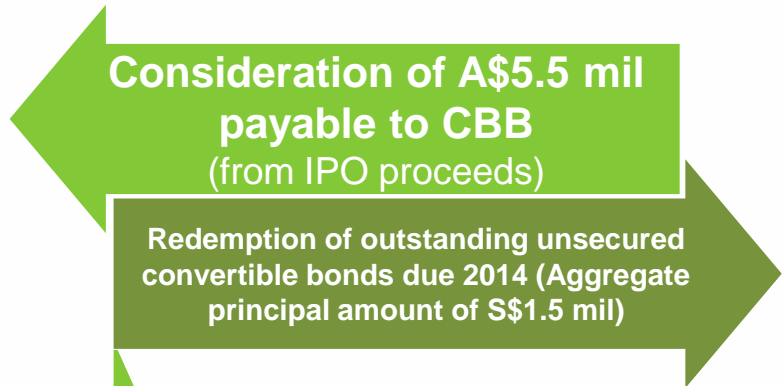 Consideration of A$5.5 mil
payable to CBB
(from IPO proceeds)
Redemption of outstanding unsecured
convertible bonds due 2014 (Aggregate
principal amount of S$1.5 mil)